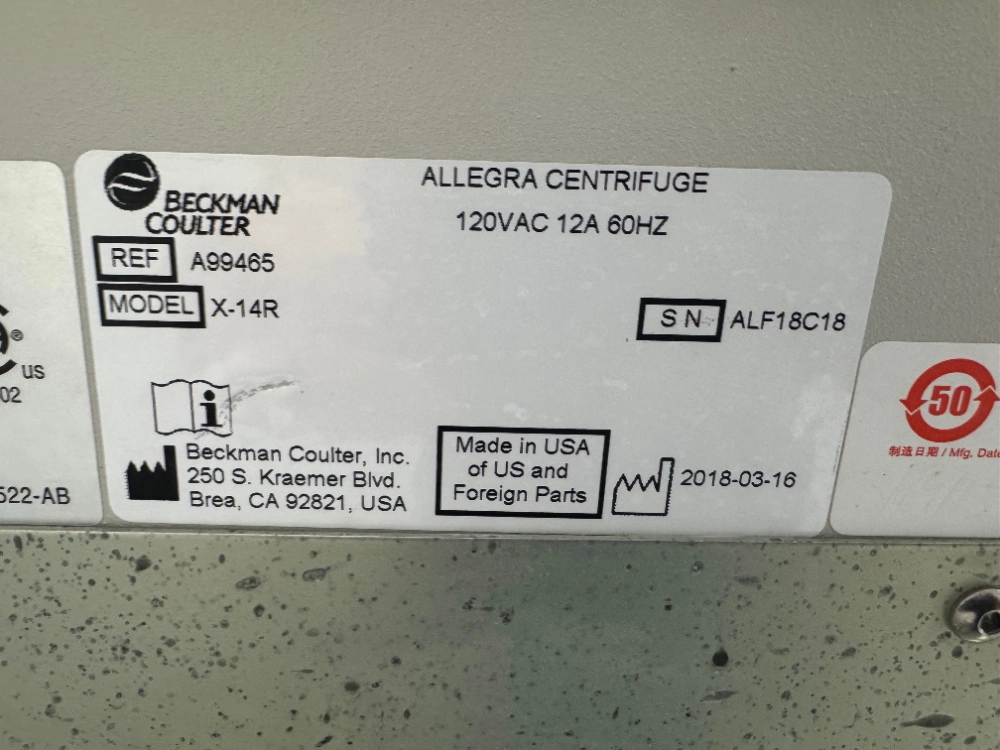 BECKMAN
COULTER
ALLEGRA CENTRIFUGE
120VAC 12A 60HZ
REF A99465
MODEL X-14R
SN ALF18C18
i
Beckman Coulter, Inc.
250 S. Kraemer Blvd.
Brea, CA 92821, USA
Made in USA
of US and
Foreign Parts
2018-03-16
®
US
02
522-AB
50
制造日期 / Mfg. Date